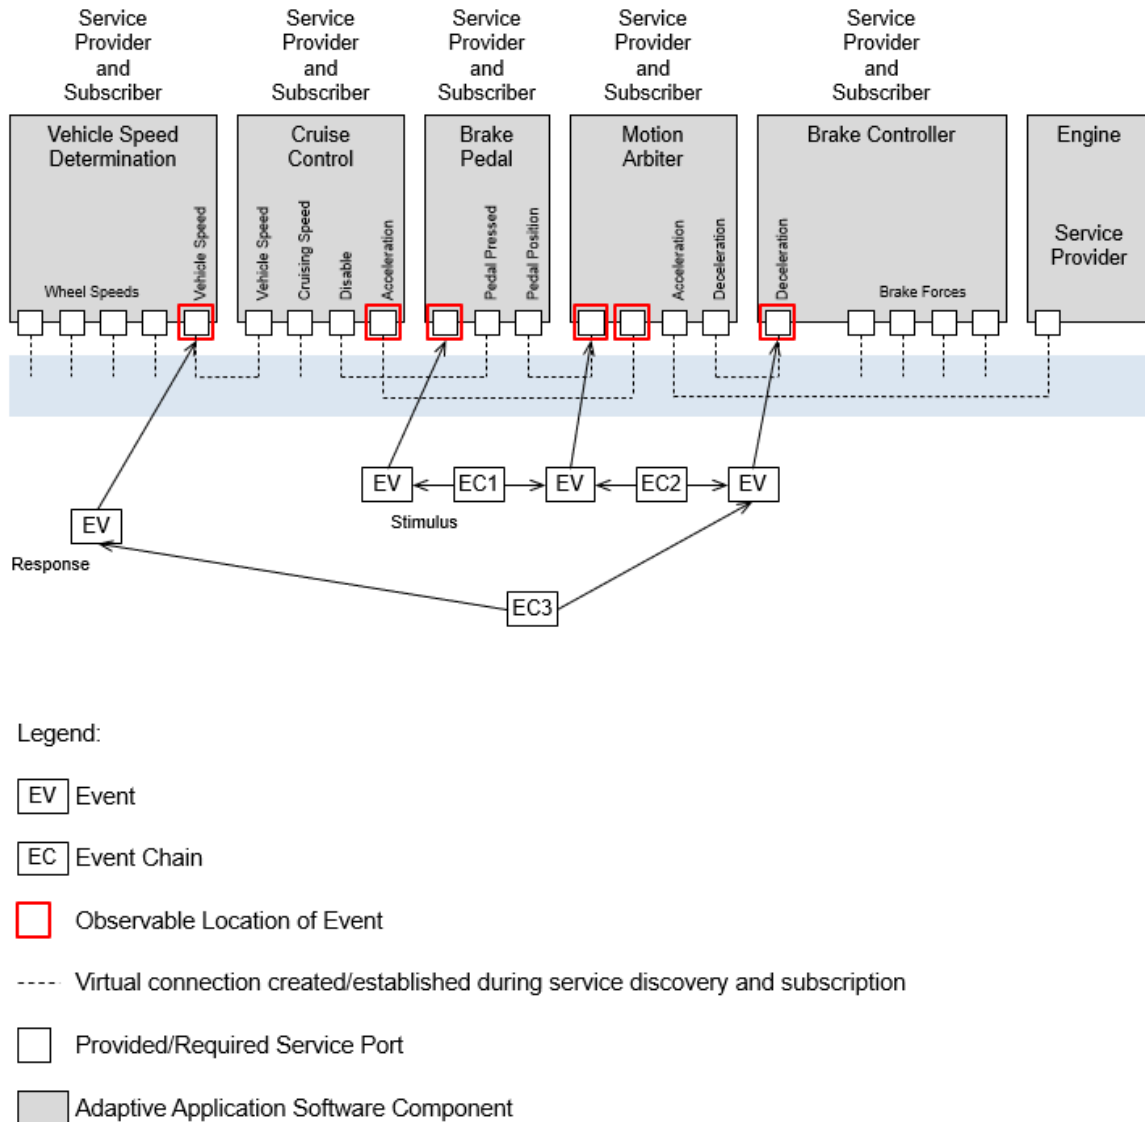 Service
Provider
and
Subscriber
Service
Provider
and
Subscriber
Service
Provider
and
Subscriber
Service
Provider
and
Subscriber
Service
Provider
and
Subscriber
Vehicle Speed
Determination
Wheel Speeds
Vehicle Speed
Cruise
Control
Vehicle Speed
Cruising Speed
Disable
Acceleration
Brake
Pedal
Pedal Pressed
Pedal Position
Motion
Arbiter
Acceleration
Deceleration
Brake Controller
Deceleration
Brake Forces
Engine
Service
Provider
EV
EC1
EV
EC2
EV
Stimulus
EV
Response
EC3
Legend:
EV Event
EC Event Chain
Observable Location of Event
Virtual connection created/established during service discovery and subscription
Provided/Required Service Port
Adaptive Application Software Component